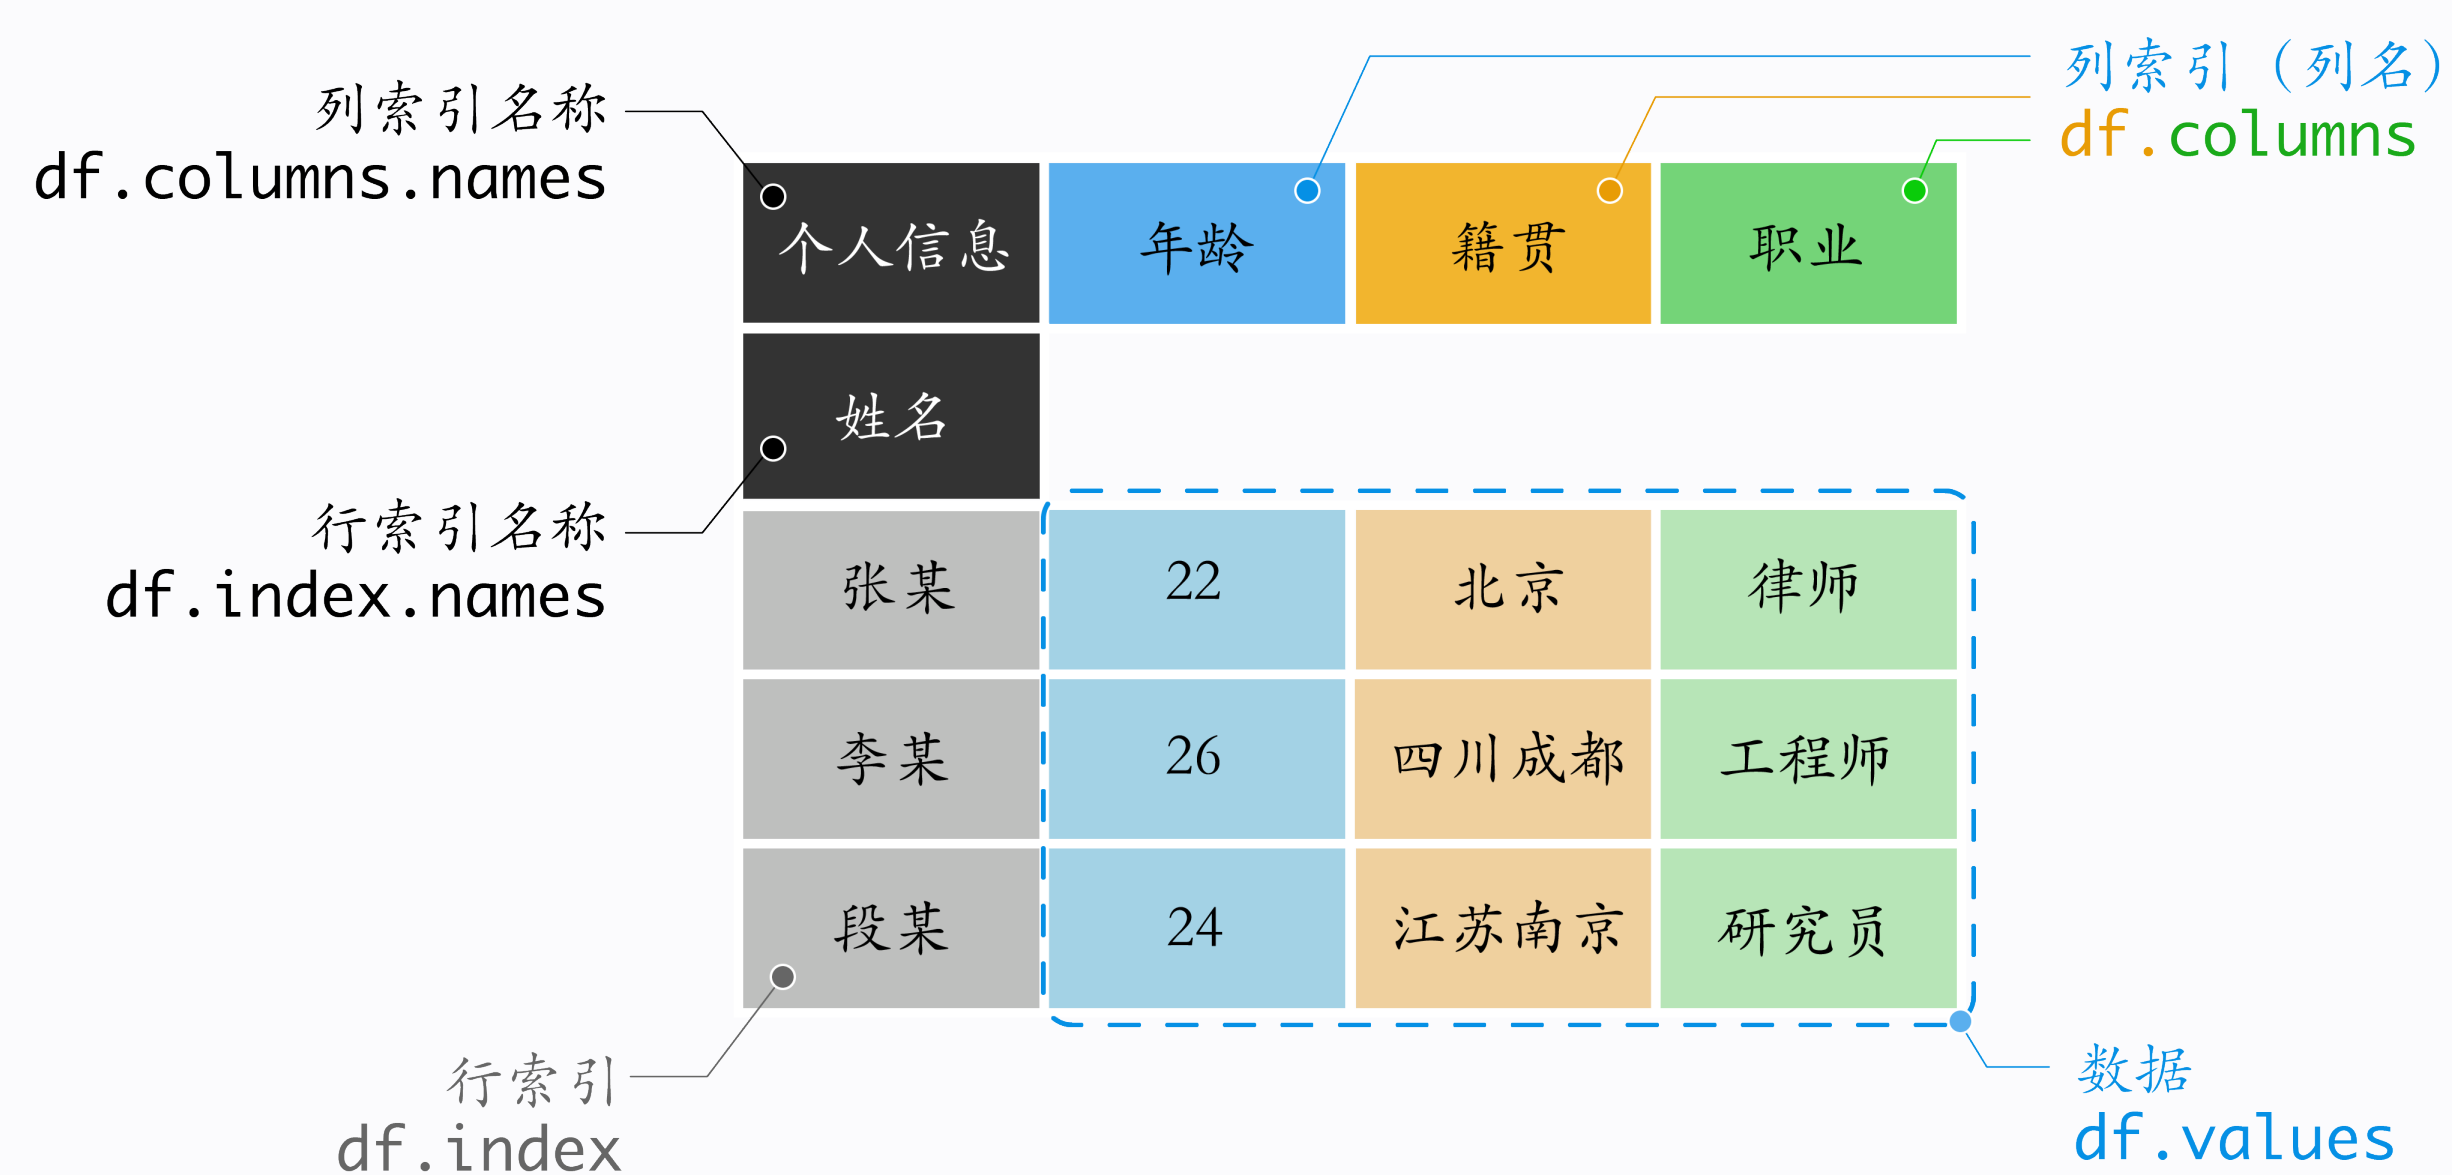 列索引名称
df.columns.names
列索引（列名）
df.columns
个人信息 年龄 籍贯 职业
姓名
行索引名称
df.index.names
张某 22 北京 律师
李某 26 四川成都 工程师
段某 24 江苏南京 研究员
行索引
df.index
数据
df.values